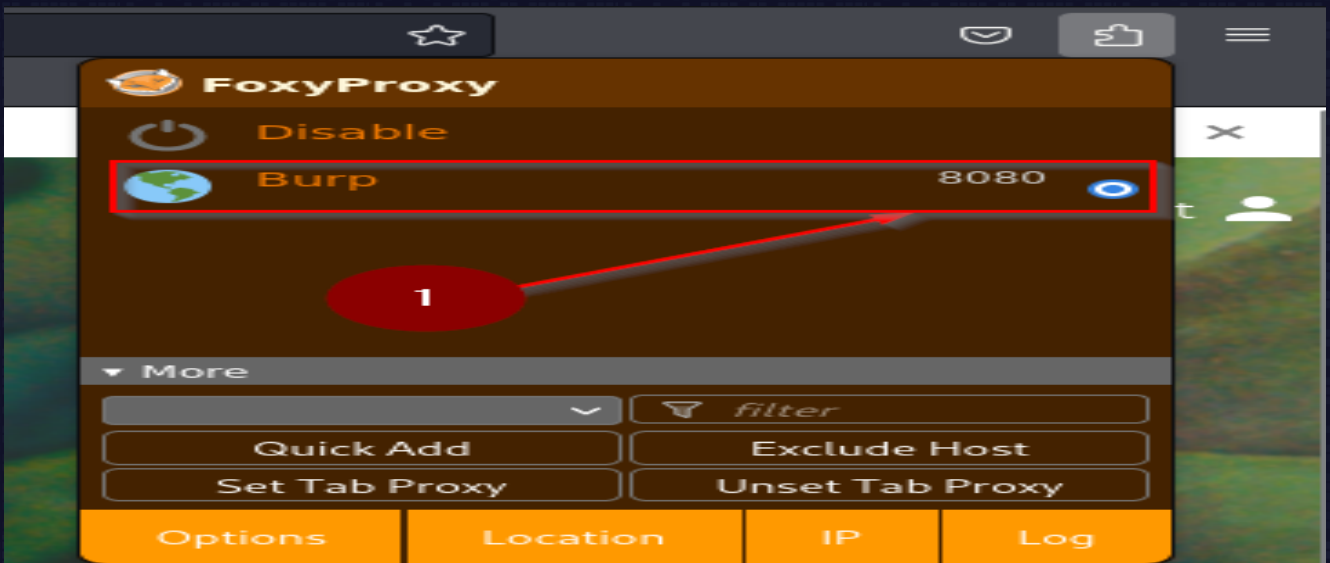 FoxyProxy
Disable
Burp 8080
t
1
More
filter
Quick Add Exclude Host
Set Tab Proxy Unset Tab Proxy
Options Location IP Log